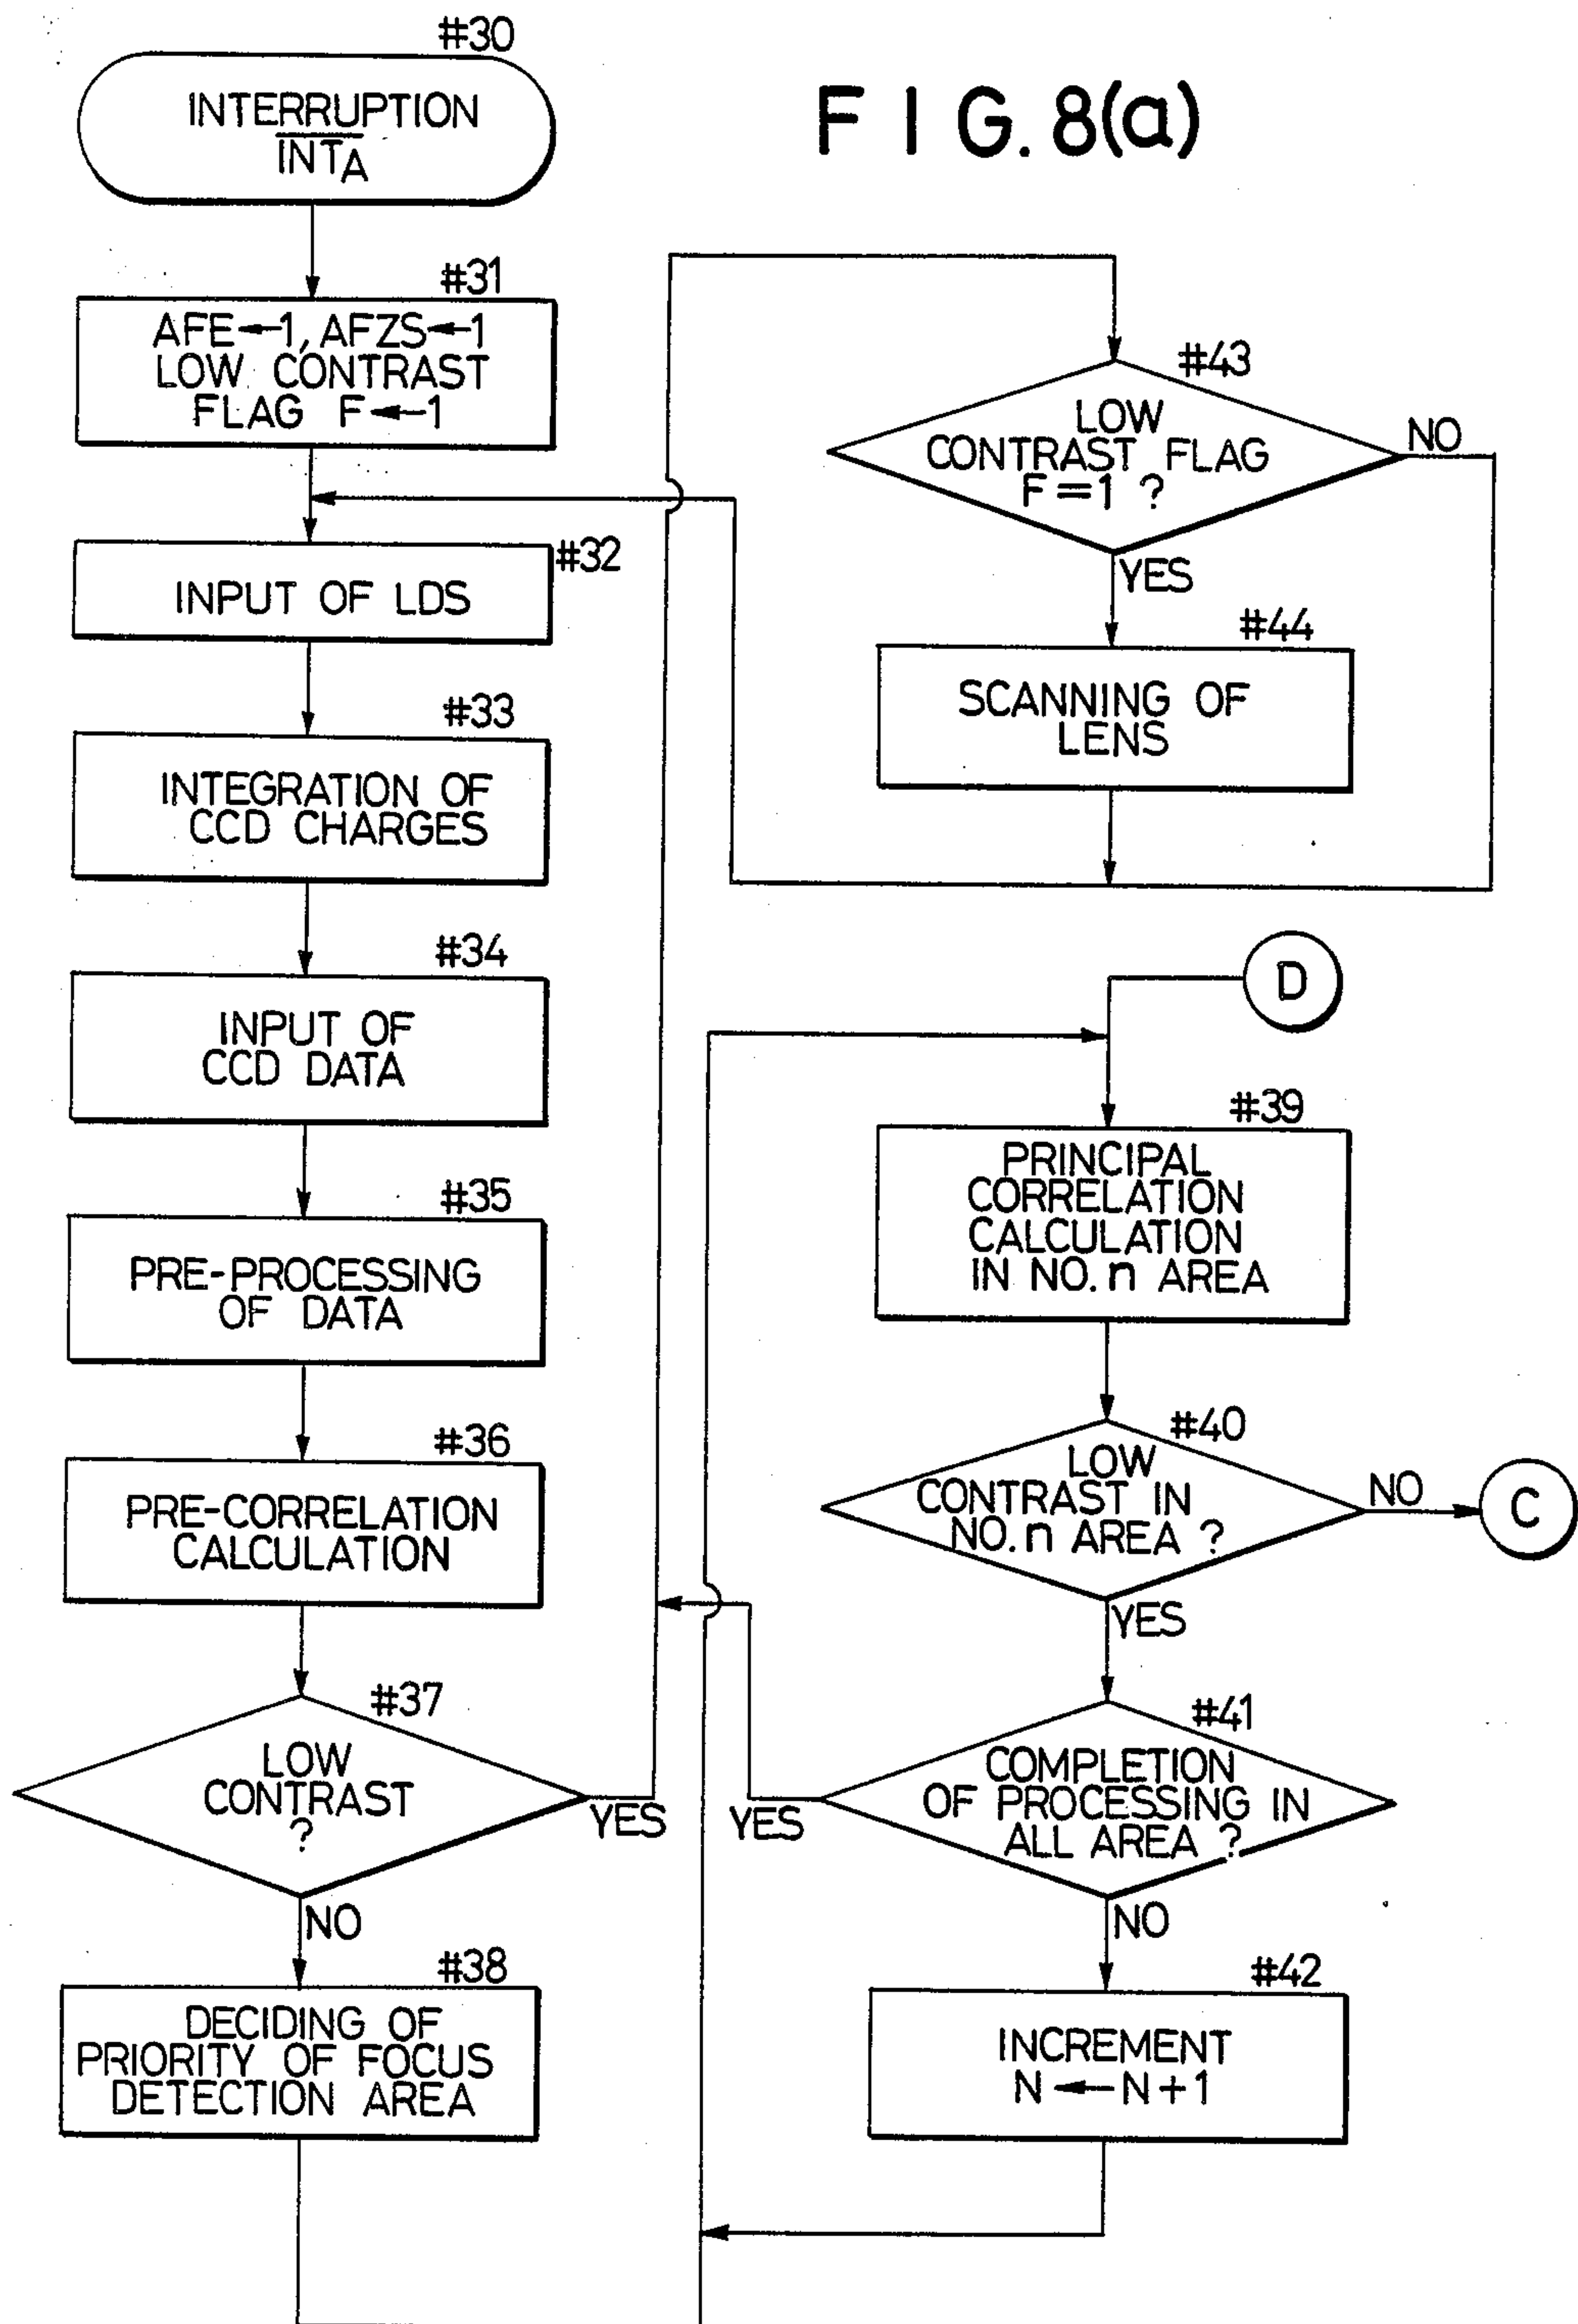 FIG. 8(a)
#30
INTERRUPTION
INTA
#31
AFE←1, AFZS←1
LOW CONTRAST
FLAG F←1
#32
INPUT OF LDS
#33
INTEGRATION OF
CCD CHARGES
#34
INPUT OF
CCD DATA
#35
PRE-PROCESSING
OF DATA
#36
PRE-CORRELATION
CALCULATION
#37
LOW
CONTRAST
?
YES
NO
#38
DECIDING OF
PRIORITY OF FOCUS
DETECTION AREA
#43
LOW
CONTRAST FLAG
F=1 ?
NO
YES
#44
SCANNING OF
LENS
D
#39
PRINCIPAL
CORRELATION
CALCULATION
IN NO. n AREA
#40
LOW
CONTRAST IN
NO. n AREA ?
NO
C
YES
#41
COMPLETION
OF PROCESSING IN
ALL AREA ?
YES
NO
#42
INCREMENT
N←N+1